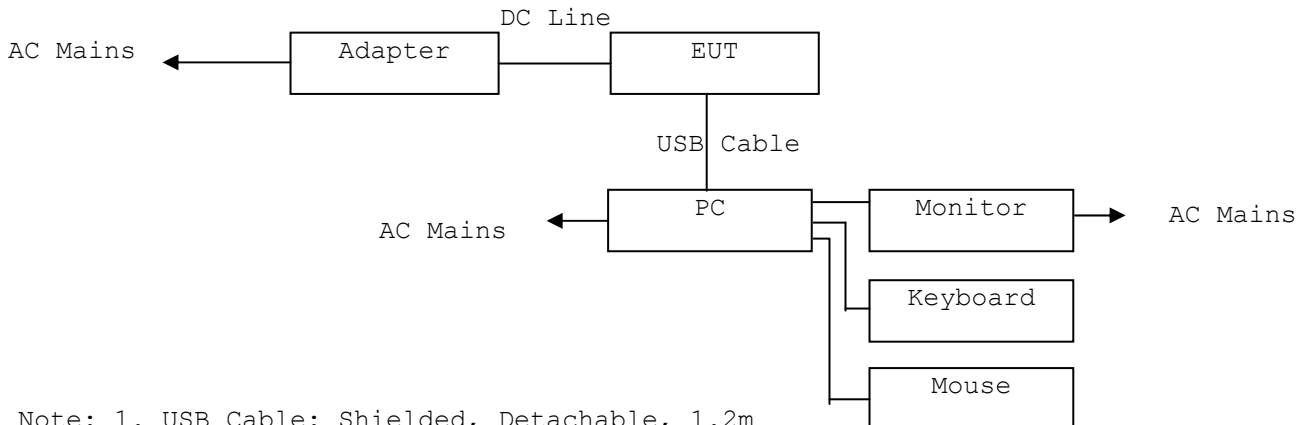 DC Line
AC Mains
Adapter
EUT
USB Cable
PC
Monitor
AC Mains
AC Mains
Keyboard
Mouse
Note: 1. USB Cable: Shielded, Detachable, 1.2m